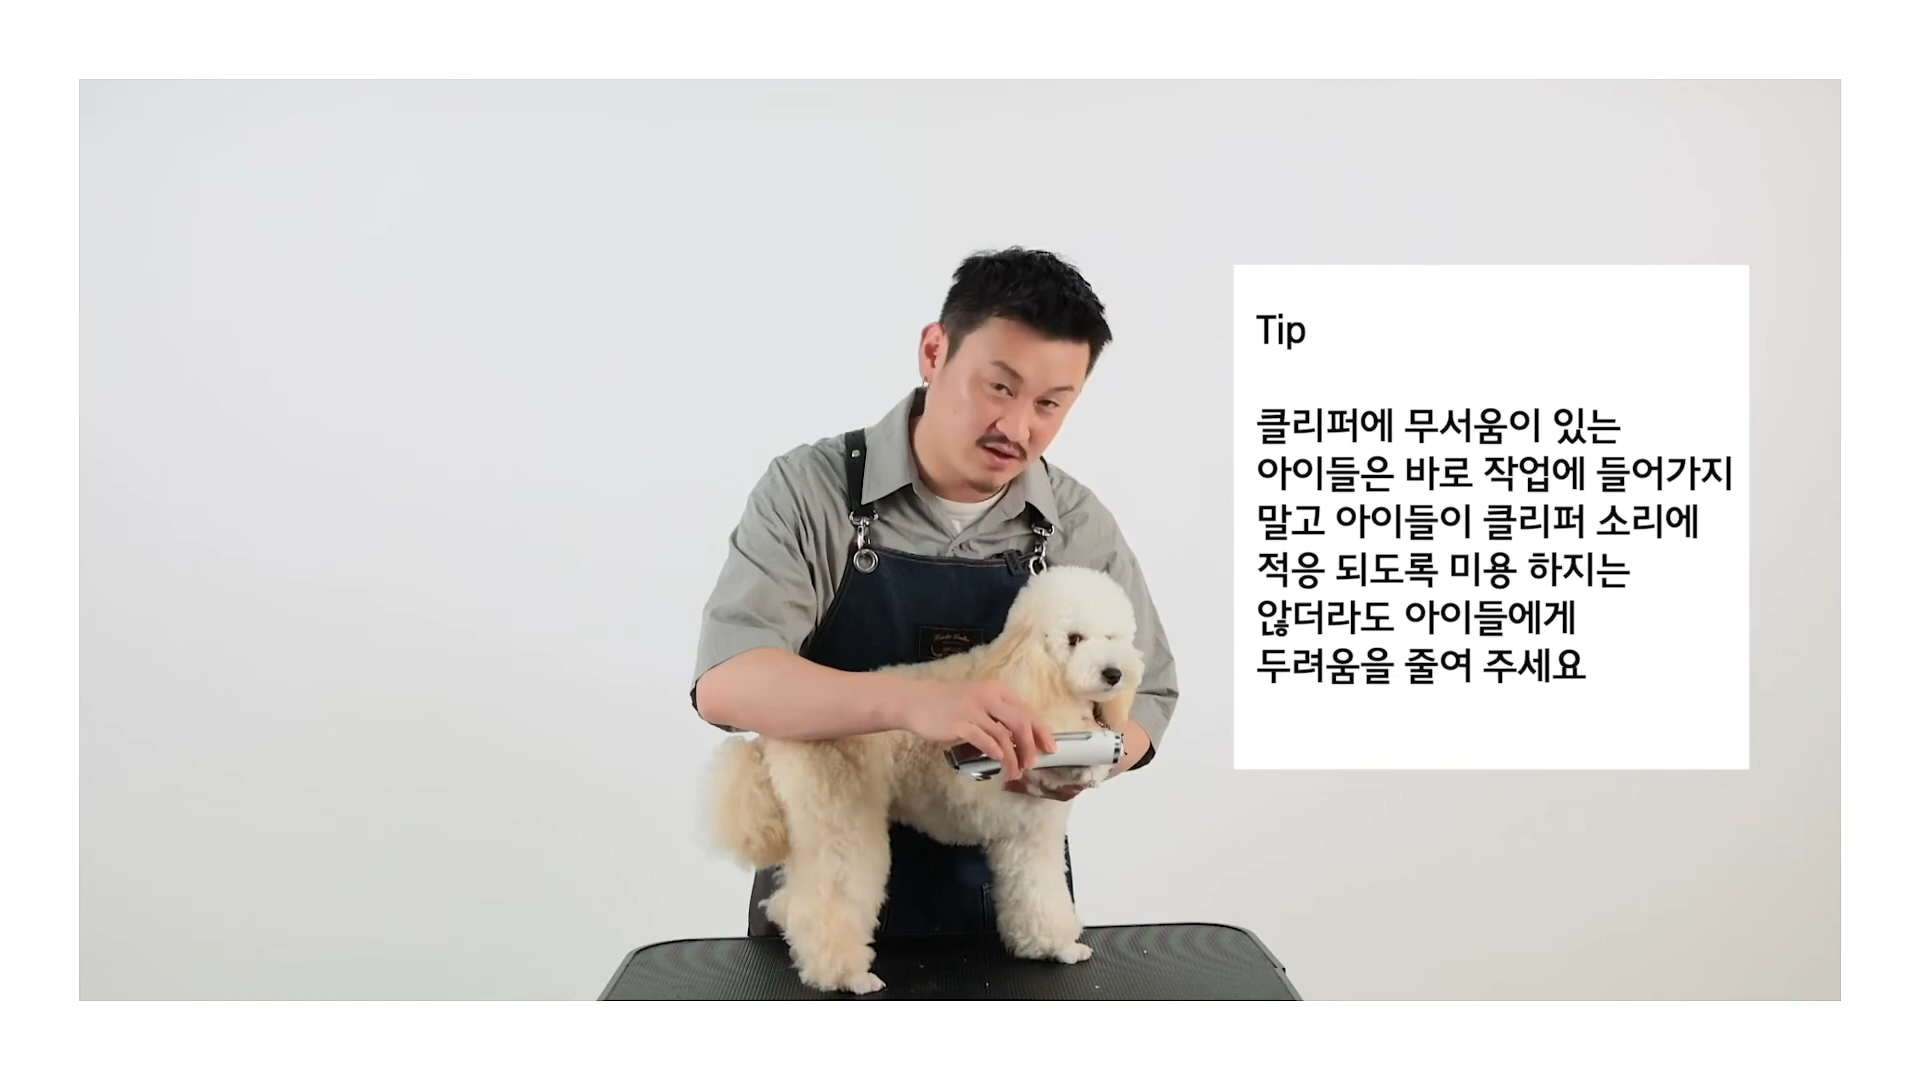 Tip
클리퍼에 무서움이 있는
아이들은 바로 작업에 들어가지
말고 아이들이 클리퍼 소리에
적응 되도록 미용 하지는
않더라도 아이들에게
두려움을 줄여 주세요